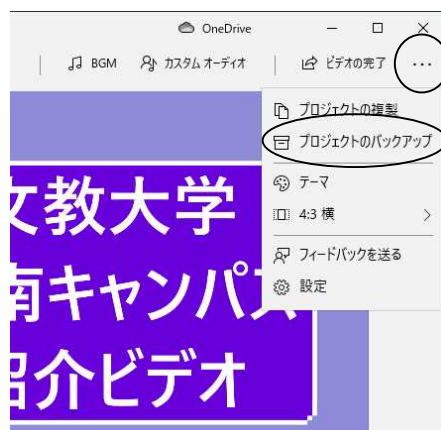 OneDrive
BGM カスタム オーディオ ビデオの完了 ...
プロジェクトの複製
プロジェクトのバックアップ
テーマ
4:3 横
フィードバックを送る
設定
文教大学
南キャンパス
紹介ビデオ